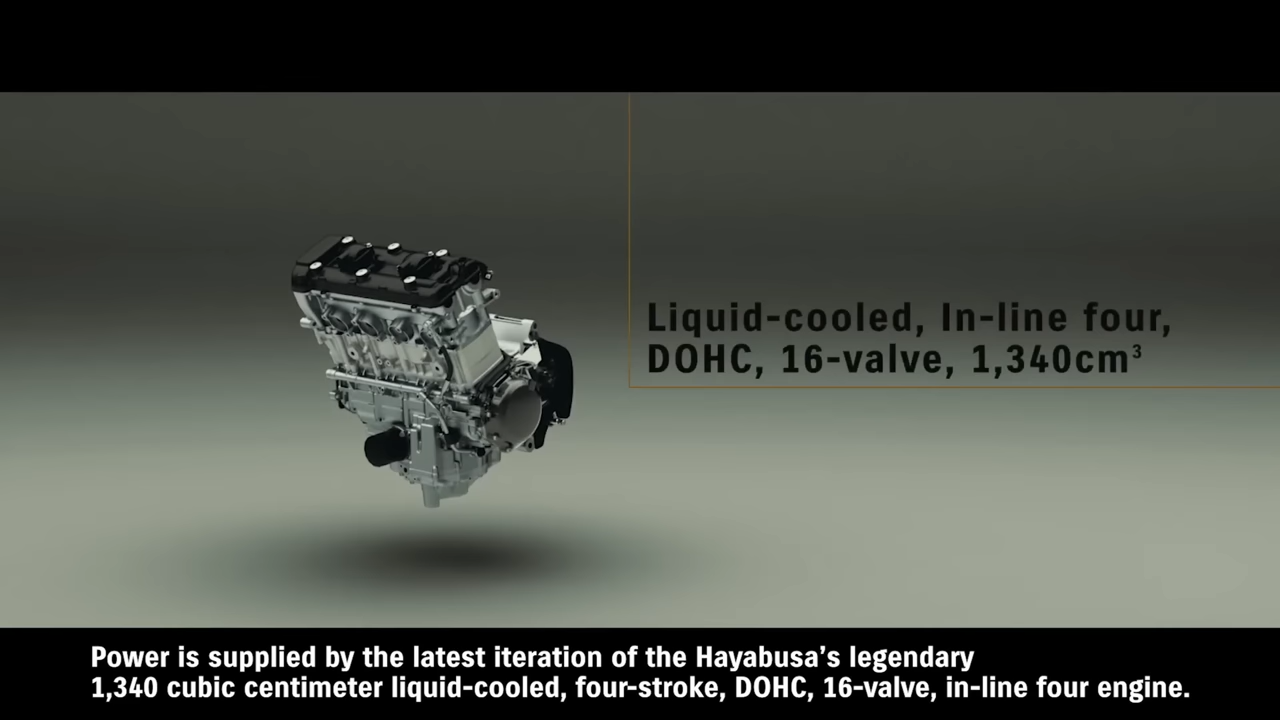 Liquid-cooled, In-line four,
DOHC, 16-valve, 1,340cm³
Power is supplied by the latest iteration of the Hayabusa's legendary
1,340 cubic centimeter liquid-cooled, four-stroke, DOHC, 16-valve, in-line four engine.